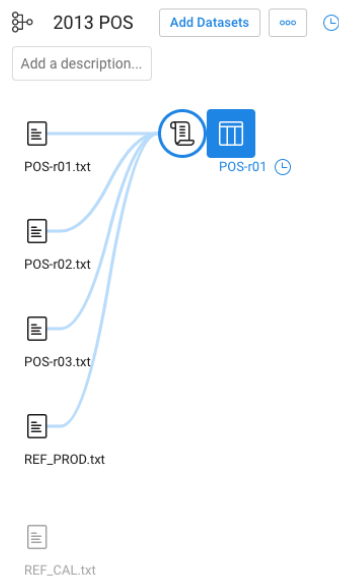 2013 POS
Add Datasets
Add a description...
POS-r01.txt
POS-r01
POS-r02.txt
POS-r03.txt
REF_PROD.txt
REF_CAL.txt